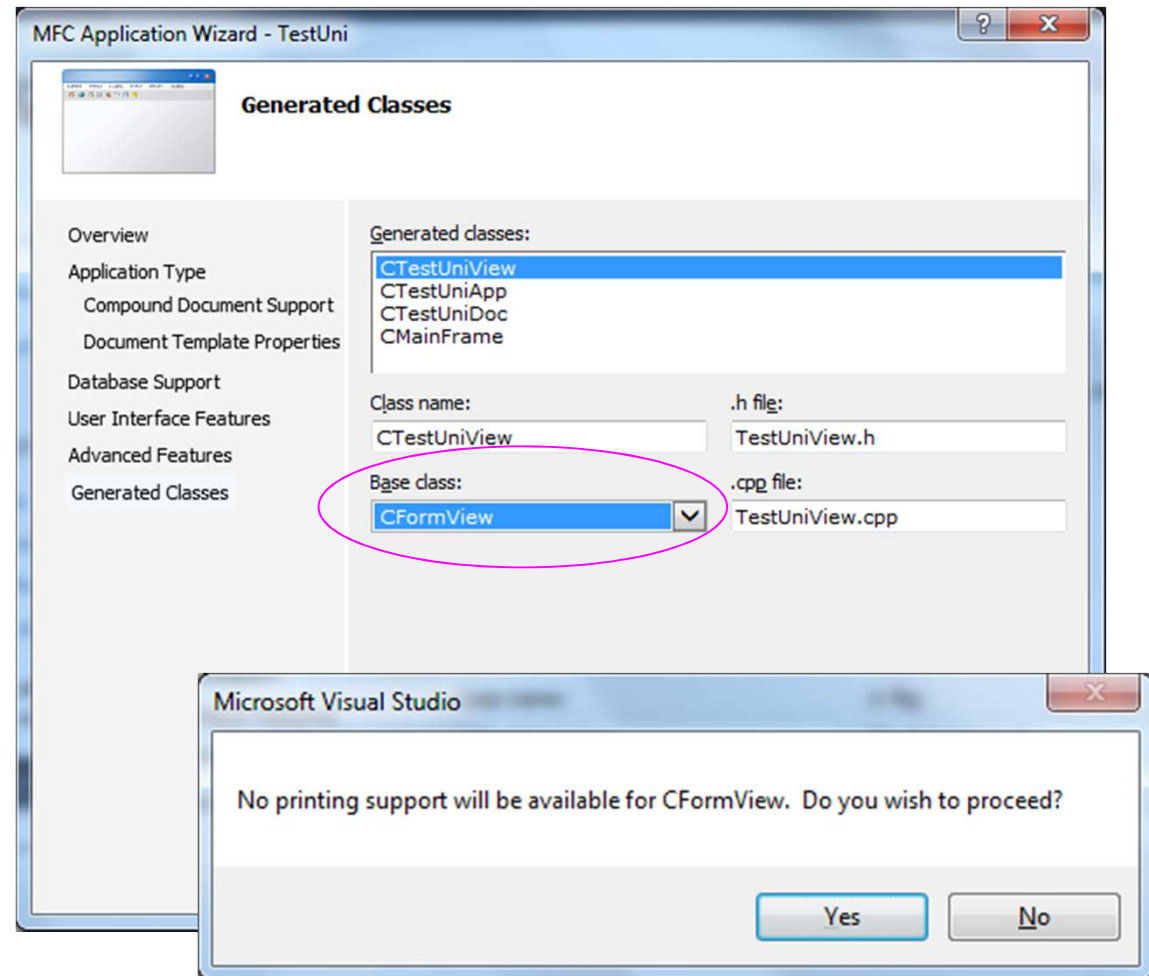 MFC Application Wizard - TestUni
Generated Classes
Overview
Application Type
Compound Document Support
Document Template Properties
Database Support
User Interface Features
Advanced Features
Generated Classes
Generated classes:
CTestUniView
CTestUniApp
CTestUniDoc
CMainFrame
Class name:
.h file:
CTestUniView
TestUniView.h
Base class:
.cpp file:
CFormView
TestUniView.cpp
Microsoft Visual Studio
No printing support will be available for CFormView. Do you wish to proceed?
Yes
No